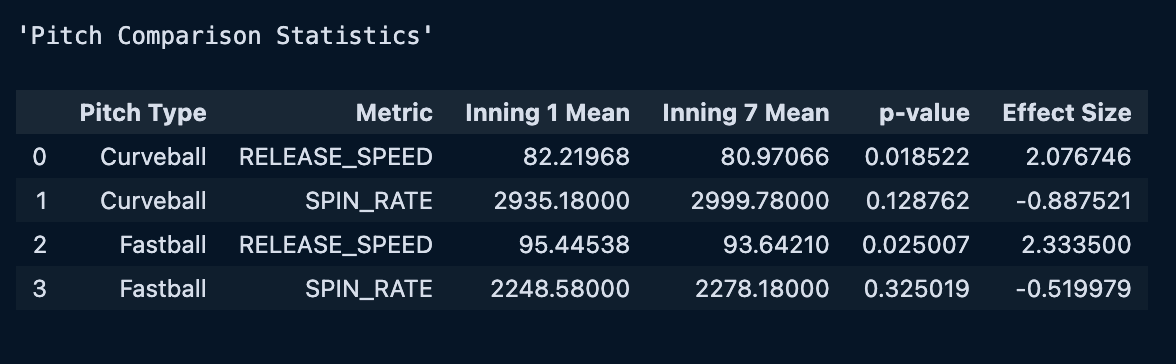 'Pitch Comparison Statistics'
Pitch Type Metric Inning 1 Mean Inning 7 Mean p-value Effect Size
0 Curveball RELEASE_SPEED 82.21968 80.97066 0.018522 2.076746
1 Curveball SPIN_RATE 2935.18000 2999.78000 0.128762 -0.887521
2 Fastball RELEASE_SPEED 95.44538 93.64210 0.025007 2.333500
3 Fastball SPIN_RATE 2248.58000 2278.18000 0.325019 -0.519979